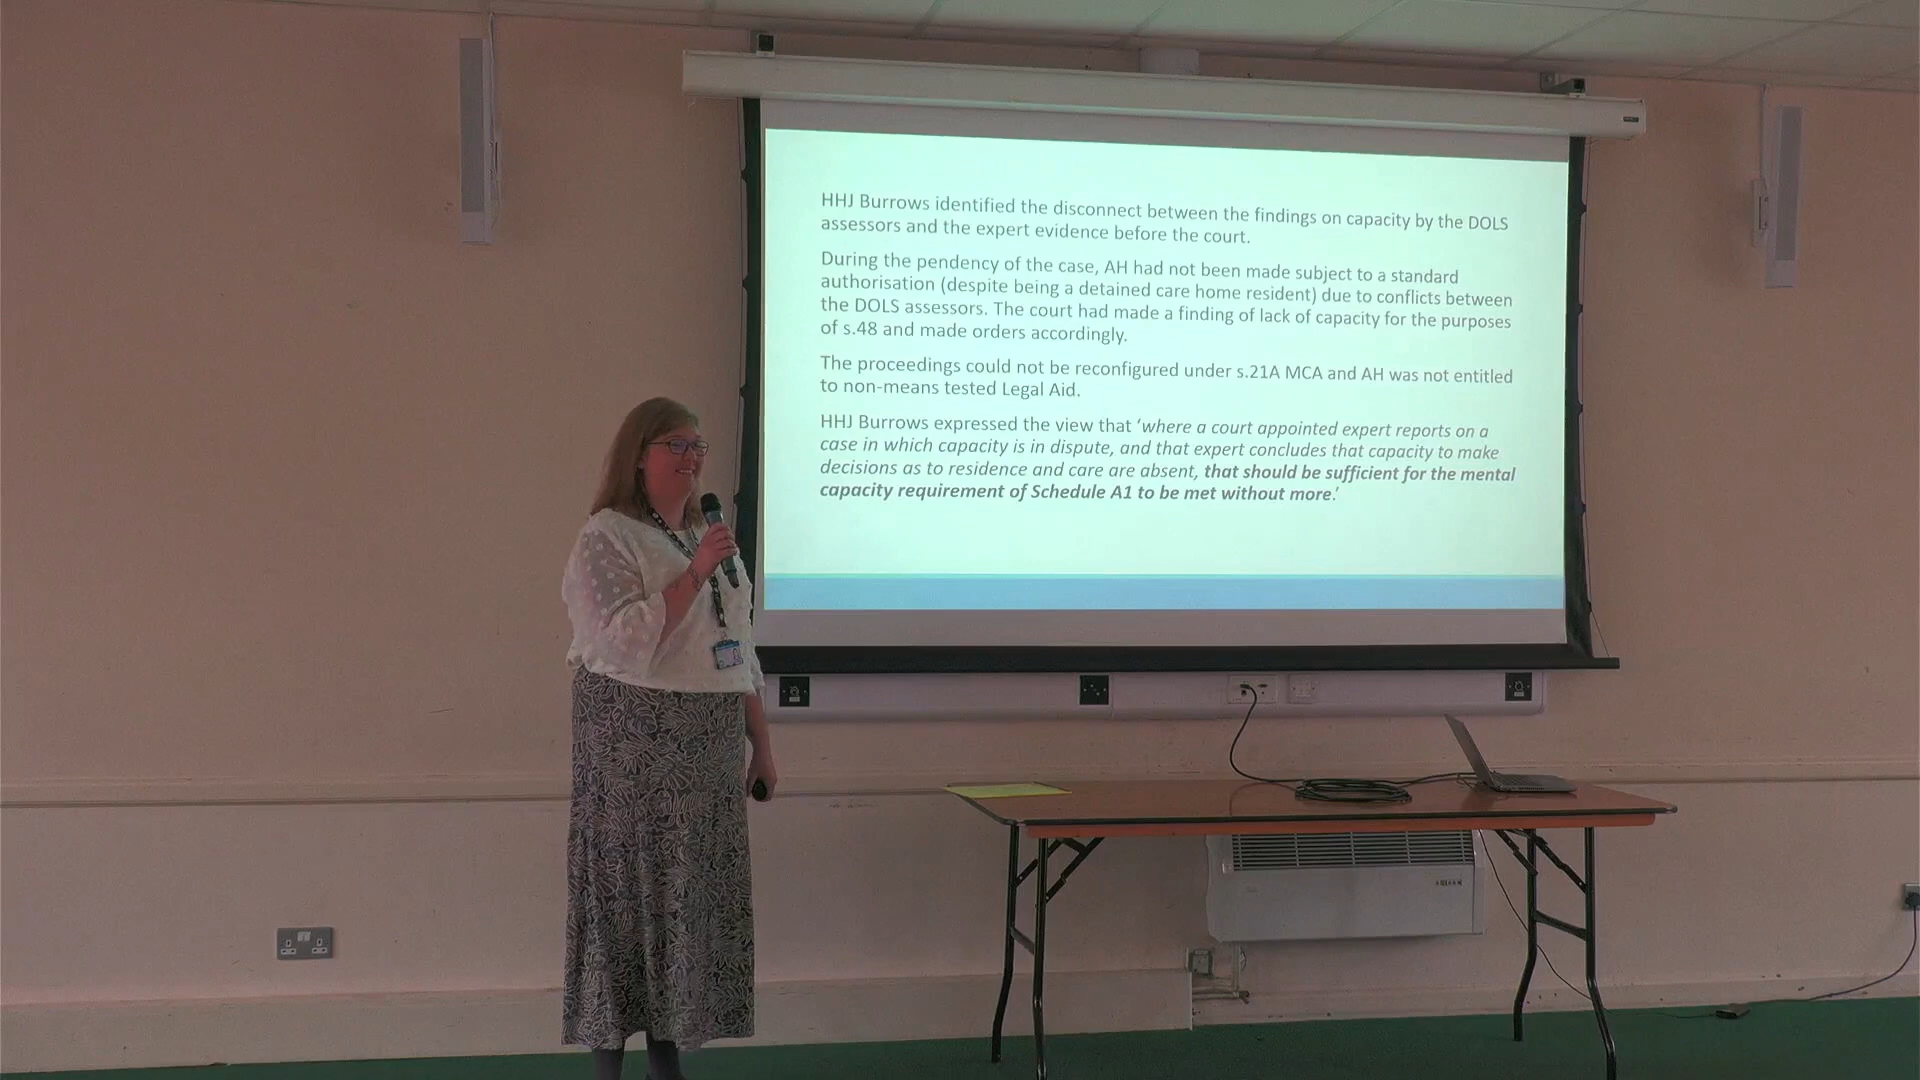 HHJ Burrows identified the disconnect between the findings on capacity by the DOLS
assessors and the expert evidence before the court.
During the pendency of the case, AH had not been made subject to a standard
authorisation (despite being a detained care home resident) due to conflicts between
the DOLS assessors. The court had made a finding of lack of capacity for the purposes
of s.48 and made orders accordingly.
The proceedings could not be reconfigured under s.21A MCA and AH was not entitled
to non-means tested Legal Aid.
HHJ Burrows expressed the view that ‘where a court appointed expert reports on a
case in which capacity is in dispute, and that expert concludes that capacity to make
decisions as to residence and care are absent, that should be sufficient for the mental
capacity requirement of Schedule A1 to be met without more.’